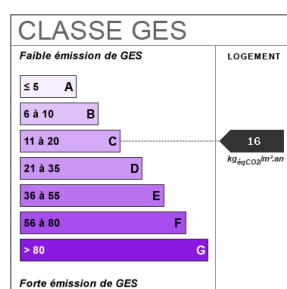 CLASSE GES
Faible émission de GES
LOGEMENT
≤ 5 A
6 à 10 B
11 à 20 C
16
kgéqCO2/m².an
21 à 35 D
36 à 55 E
56 à 80 F
> 80 G
Forte émission de GES